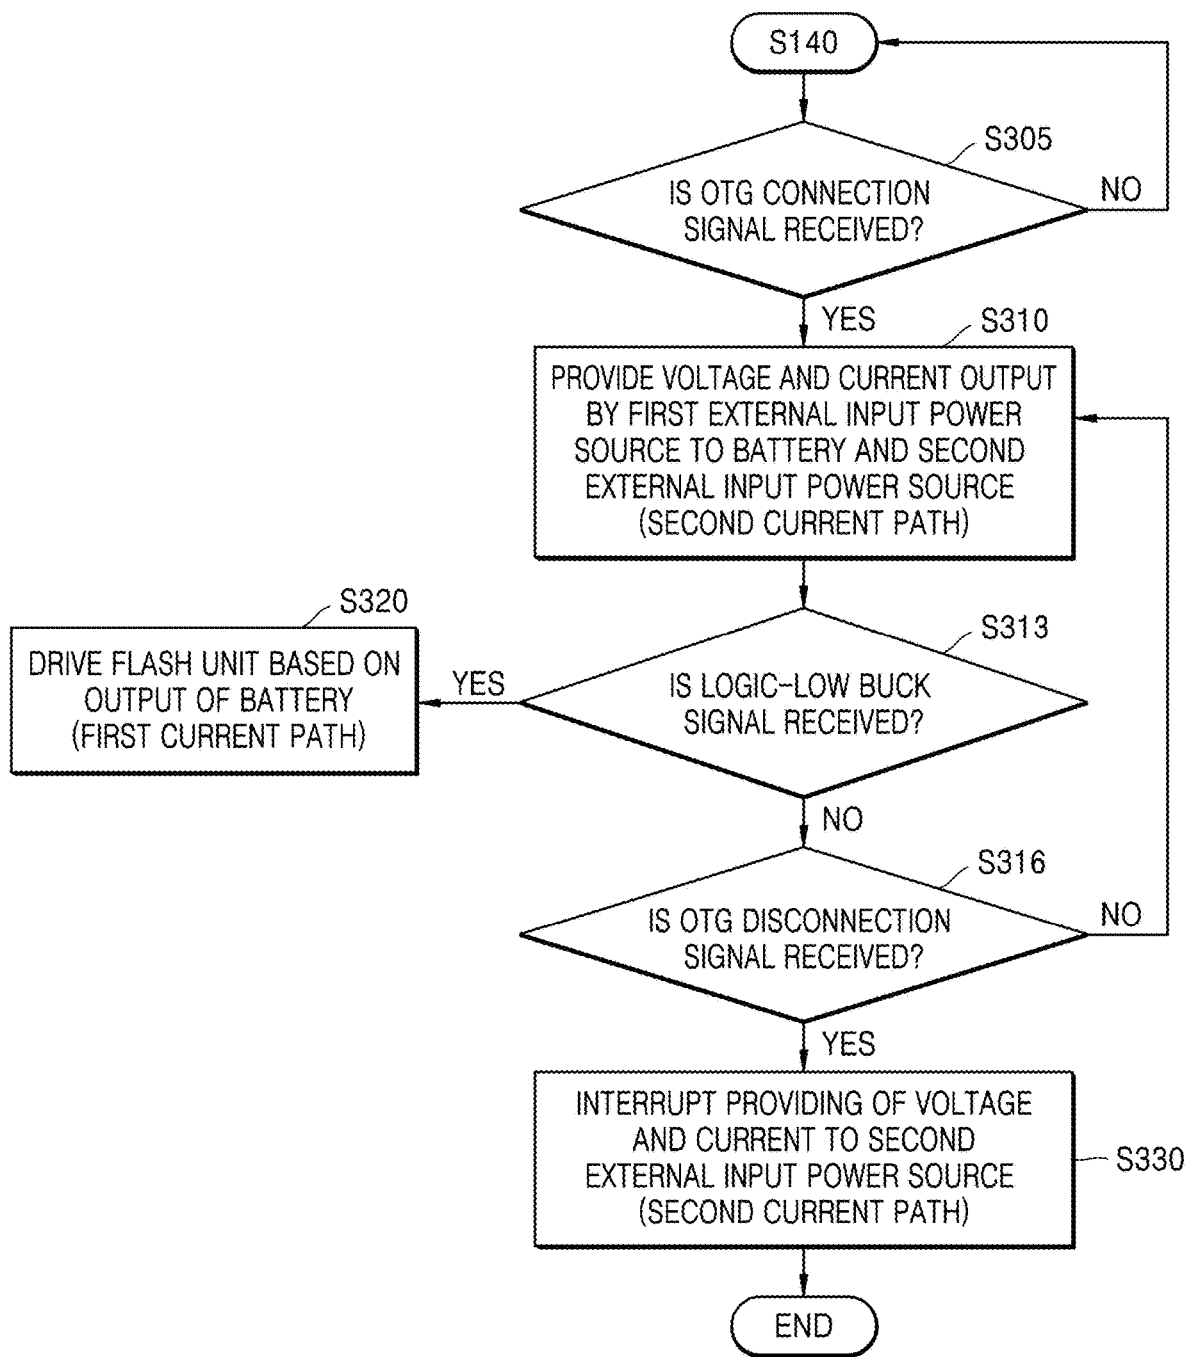 S140
S305
IS OTG CONNECTION
SIGNAL RECEIVED?
NO
YES
S310
PROVIDE VOLTAGE AND CURRENT OUTPUT
BY FIRST EXTERNAL INPUT POWER
SOURCE TO BATTERY AND SECOND
EXTERNAL INPUT POWER SOURCE
(SECOND CURRENT PATH)
S320
DRIVE FLASH UNIT BASED ON
OUTPUT OF BATTERY
(FIRST CURRENT PATH)
YES
S313
IS LOGIC-LOW BUCK
SIGNAL RECEIVED?
NO
S316
IS OTG DISCONNECTION
SIGNAL RECEIVED?
NO
YES
INTERRUPT PROVIDING OF VOLTAGE
AND CURRENT TO SECOND
EXTERNAL INPUT POWER SOURCE
(SECOND CURRENT PATH)
S330
END